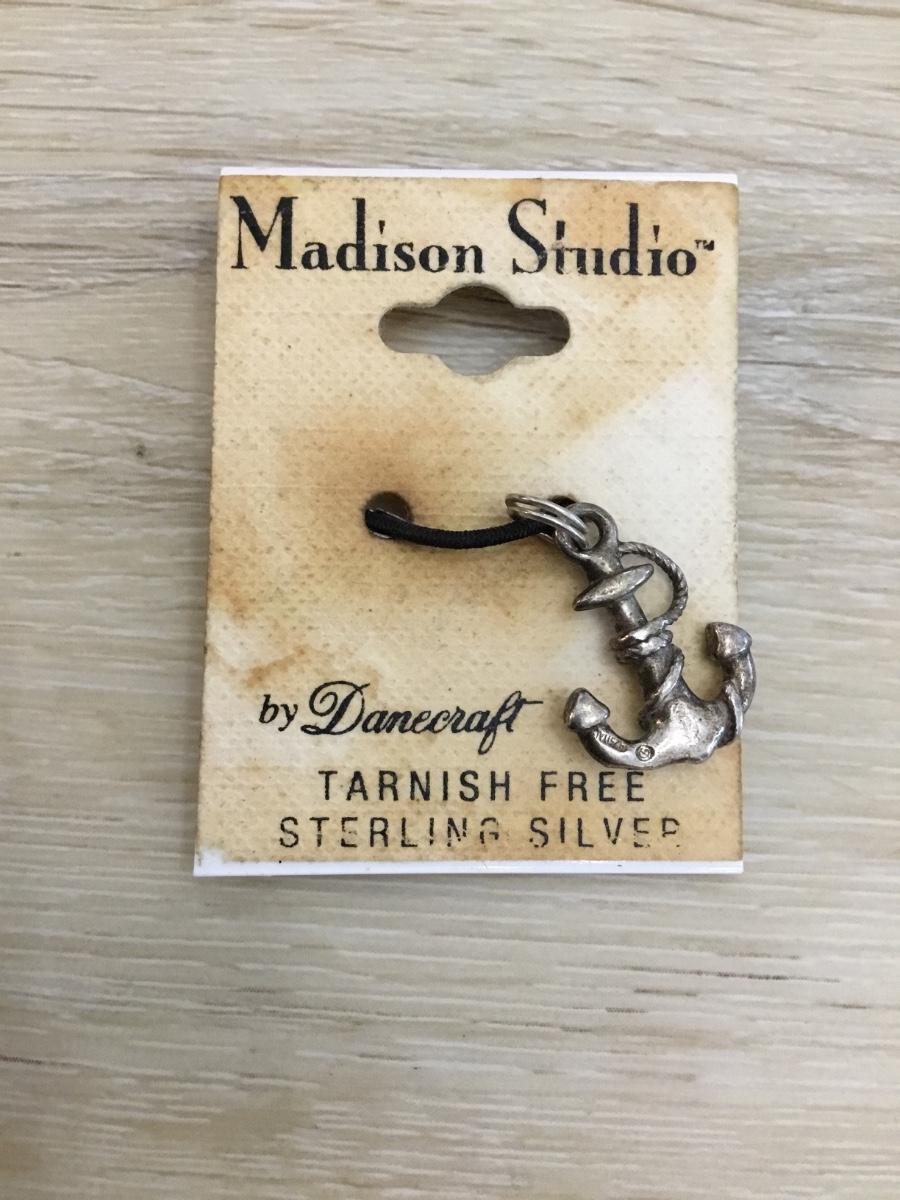 Madison Studio™
by Danecraft
TARNISH FREE
STERLING SILVER